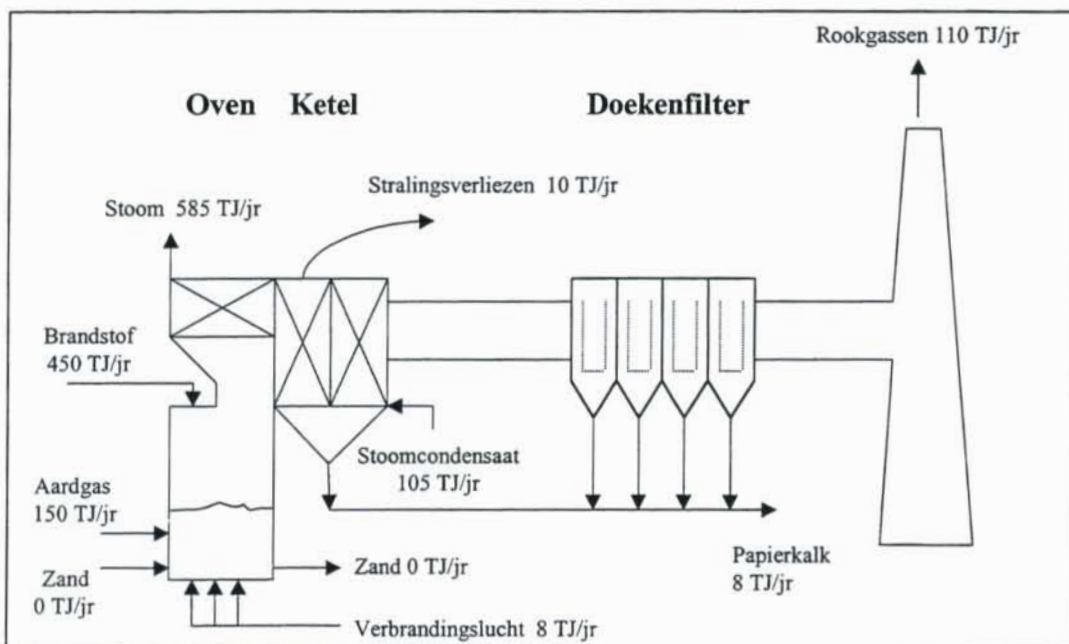 Rookgassen 110 TJ/jr
Oven Ketel Doekenfilter
Stralingsverliezen 10 TJ/jr
Stoom 585 TJ/jr
Brandstof
450 TJ/jr
Stoomcondensaat
105 TJ/jr
Aardgas
150 TJ/jr
Zand
0 TJ/jr
Zand 0 TJ/jr
Papierkalk
8 TJ/jr
Verbrandingslucht 8 TJ/jr